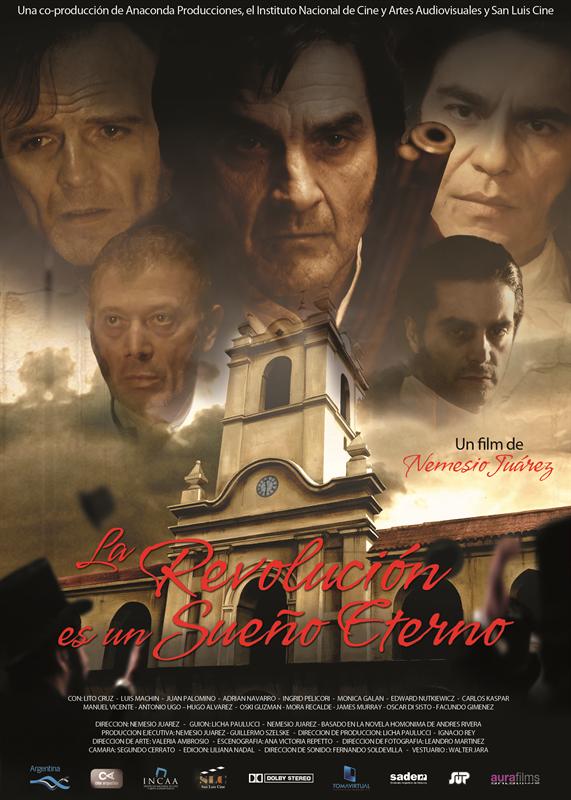 Una co-producción de Anaconda Producciones, el Instituto Nacional de Cine y Artes Audiovisuales y San Luis Cine
Un film de
Nemesio Juárez
La
Revolución
es un Sueño Eterno
CON: LITO CRUZ - LUIS MACHIN - JUAN PALOMINO - ADRIAN NAVARRO - INGRID PELICORI - MONICA GALAN - EDWARD NUTKIEWICZ - CARLOS KASPAR
MANUEL VICENTE - ANTONIO UGO - HUGO ALVAREZ - OSKI GUZMAN - MORA RECALDE - JAMES MURRAY - OSCAR DI SISTO - FACUNDO GIMENEZ
DIRECCION: NEMESIO JUAREZ - GUION: LICHA PAULUCCI - NEMESIO JUAREZ - BASADO EN LA NOVELA HOMONIMA DE ANDRES RIVERA
PRODUCCION EJECUTIVA: NEMESIO JUAREZ - GUILLERMO SZELSKE - DIRECCION DE PRODUCCION: LICHA PAULUCCI - IGNACIO REY
DIRECCION DE ARTE: VALERIA AMBROSIO - ESCENOGRAFIA: ANA VICTORIA REPETTO - DIRECCION DE FOTOGRAFIA: LEANDRO MARTINEZ
CAMARA: SEGUNDO CERRATO - EDICION: LILIANA NADAL - DIRECCION DE SONIDO: FERNANDO SOLDEVILLA - VESTUARIO: WALTER JARA
Argentina
INCAA
SLC
San Luis Cine
DOLBY STEREO
TOMAVIRTUAL
sadem
aurafilms